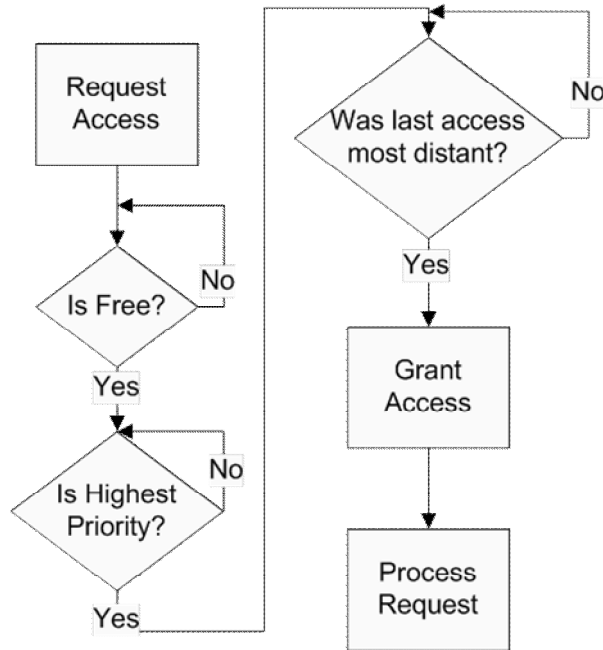 Request
Access
No
Is Free?
Yes
No
Is Highest
Priority?
Yes
No
Was last access
most distant?
Yes
Grant
Access
Process
Request